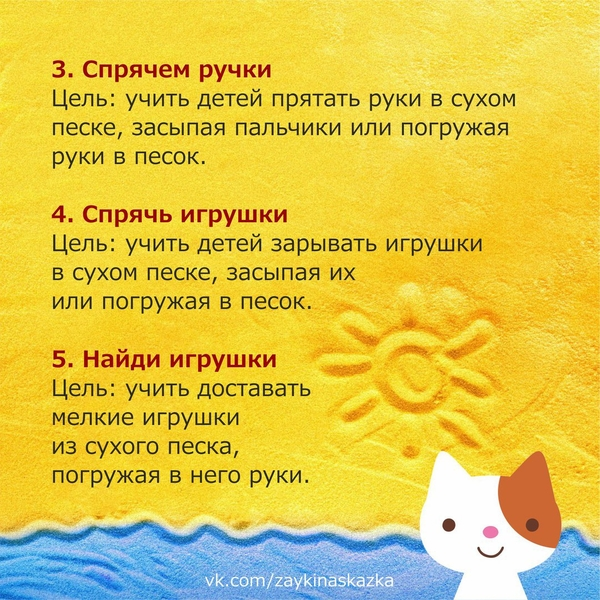 3. Спрячем ручки
Цель: учить детей прятать руки в сухом
песке, засыпая пальчики или погружая
руки в песок.
4. Спрячь игрушки
Цель: учить детей зарывать игрушки
в сухом песке, засыпая их
или погружая в песок.
5. Найди игрушки
Цель: учить доставать
мелкие игрушки
из сухого песка,
погружая в него руки.
vk.com/zaykinaskazka